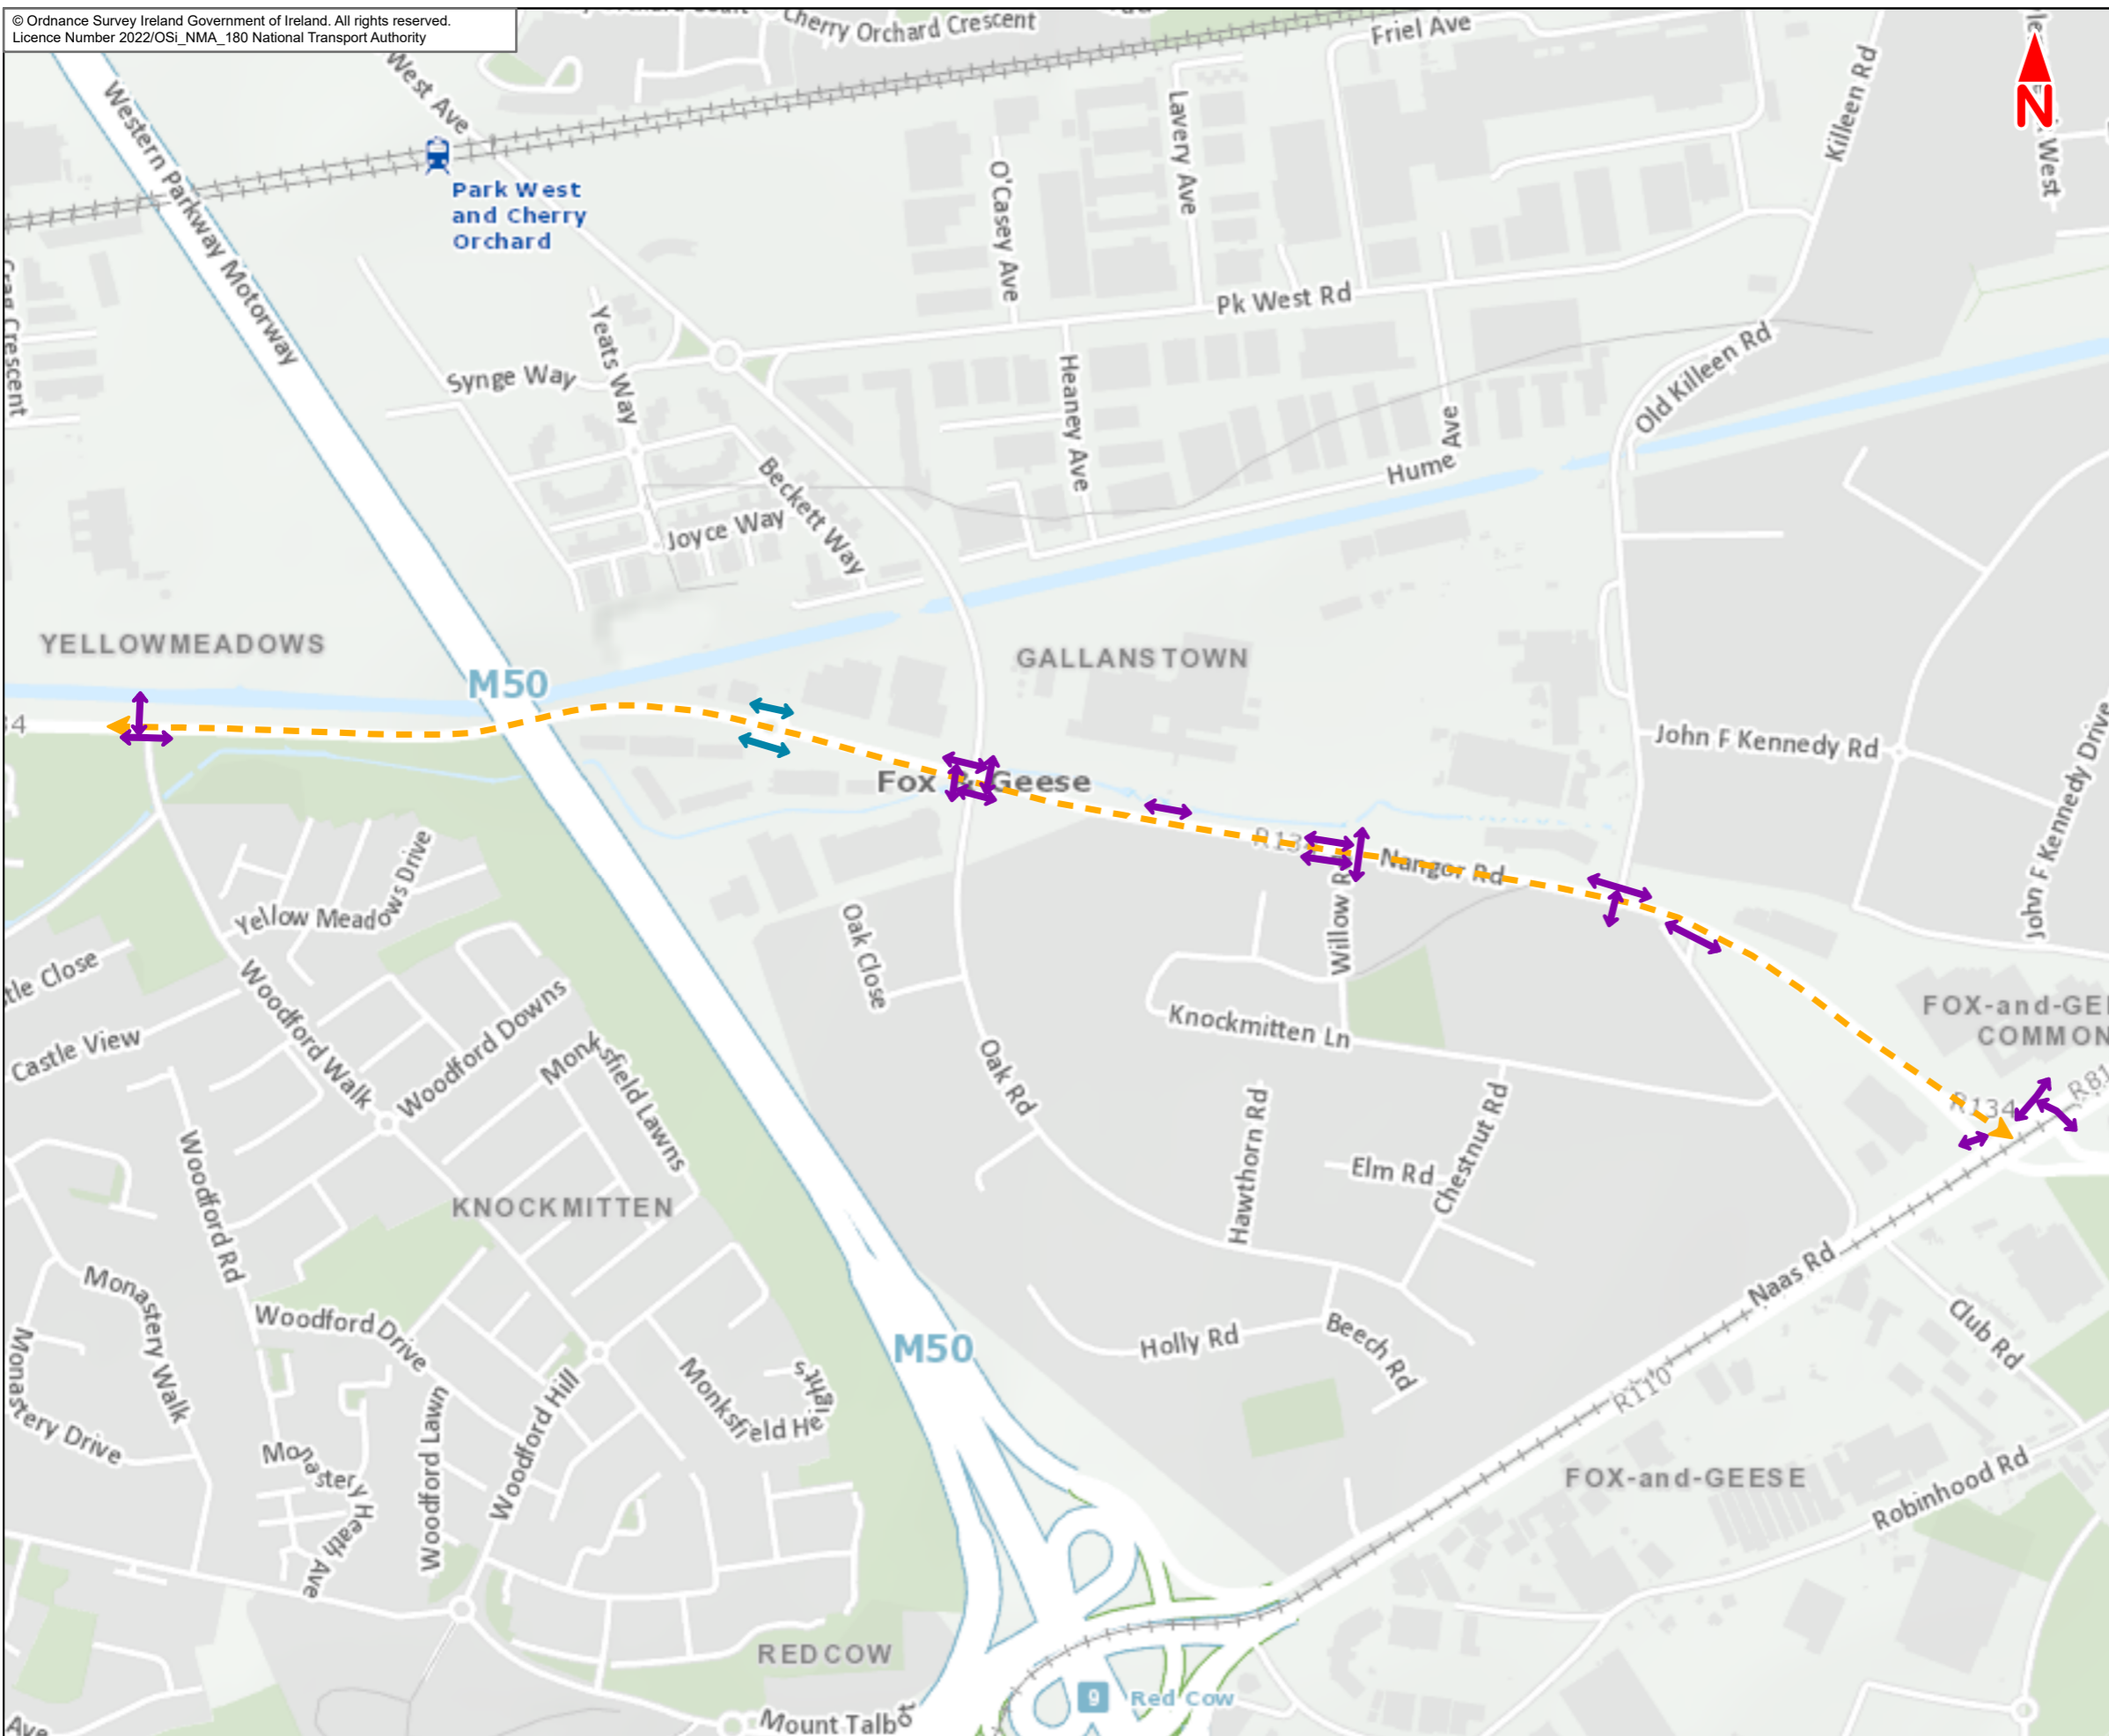 © Ordnance Survey Ireland Government of Ireland. All rights reserved.
Licence Number 2022/OSi_NMA_180 National Transport Authority
Cherry Orchard Crescent
Friel Ave
West Ave
Western Parkway Motorway
Killeen Rd
N
West
Park West
and Cherry
Orchard
O'Casey Ave
Lavery Ave
Pk West Rd
Crescent
Yeats Way
Synge Way
Heaney Ave
Old Killeen Rd
Hume Ave
Beckett Way
Joyce Way
YELLOWMEADOWS
M50
GALLANSTOWN
John F Kennedy Rd
John F Kennedy Drive
Fox & Geese
Nangor Rd
Yellow Meadows Drive
Oak Close
Willow R
Castle View
Woodford Walk
Woodford Downs
Monksfield Lawns
Knockmitten Ln
FOX-and-GEE
COMMON
Oak Rd
R134
R81
Hawthorn Rd
Elm Rd
Chestnut Rd
Woodford Rd
KNOCKMITTEN
Naas Rd
Monastery Walk
Woodford Drive
Club Rd
Holly Rd
Beech Rd
M50
Monksfield Heights
R110
Monastery Drive
Woodford Lawn
Woodford Hill
Monastery Heath Ave
FOX-and-GEESE
Robinhood Rd
REDCOW
9 Red Cow
Mount Talbot
Ave